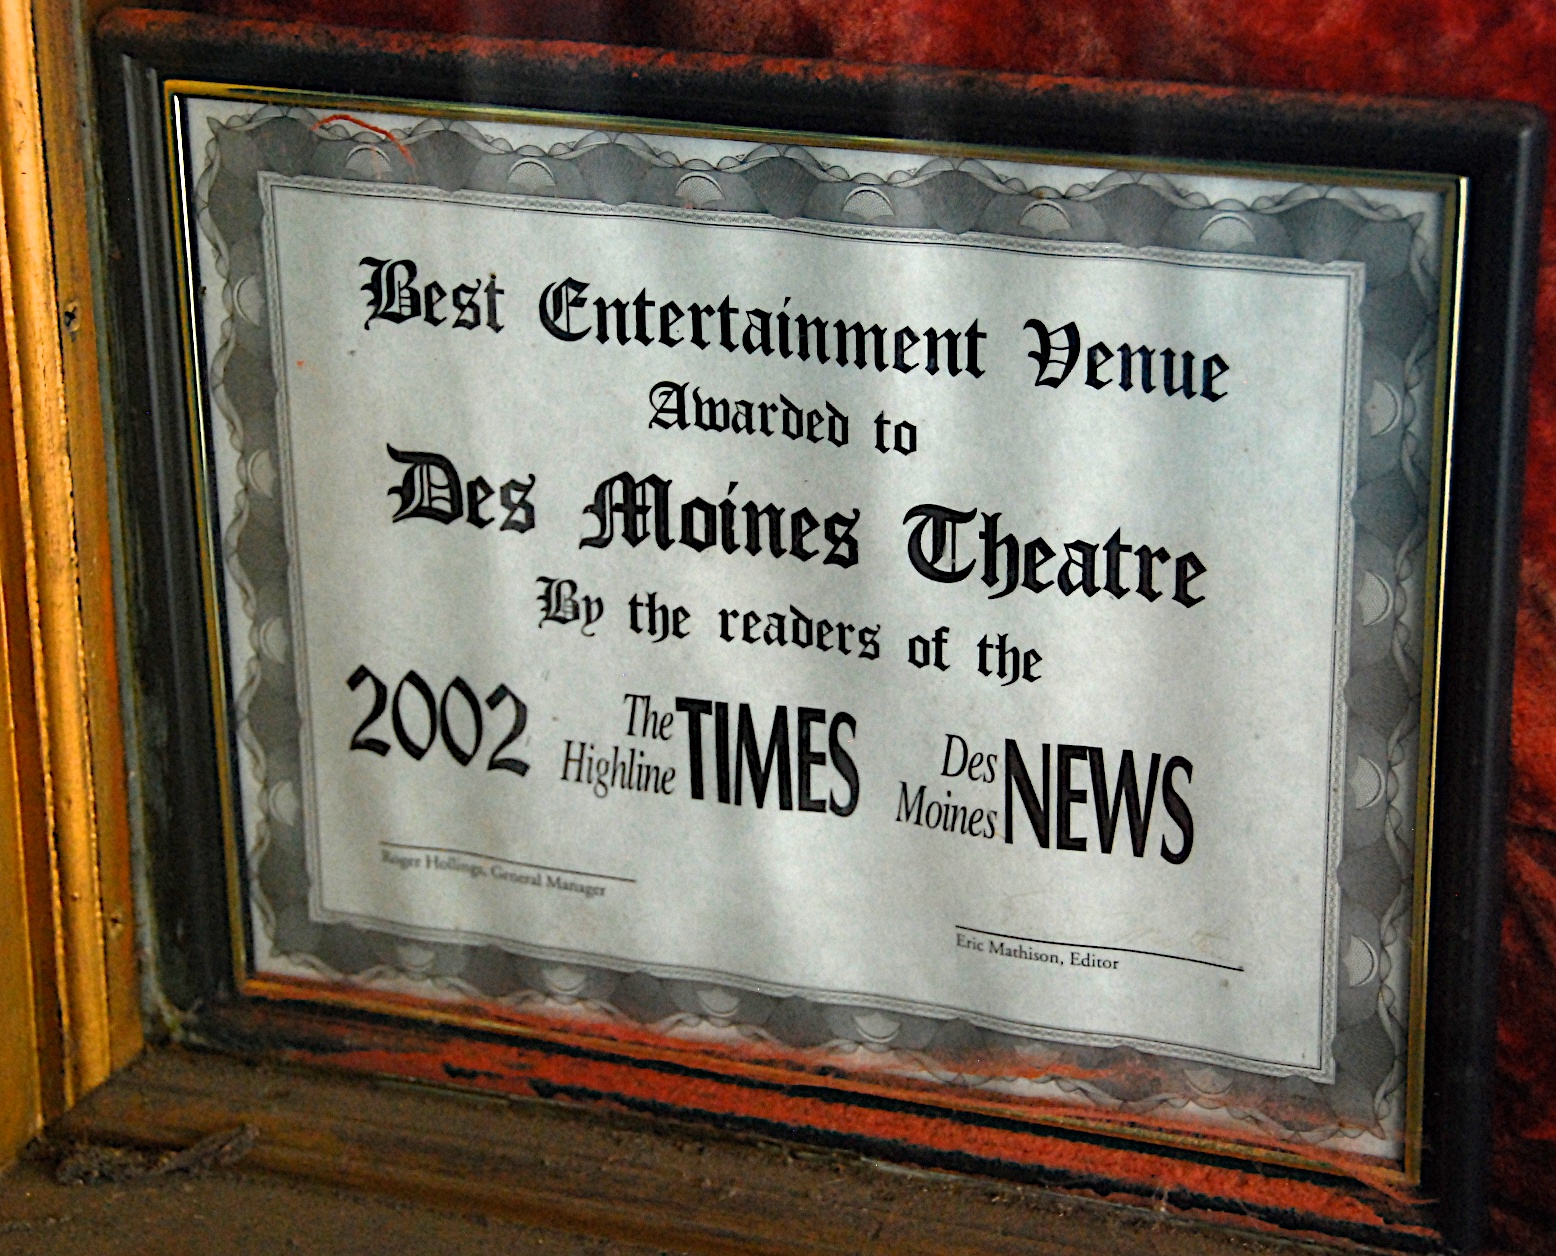 Best Entertainment Venue
Awarded to
Des Moines Theatre
By the readers of the
2002 The Highline TIMES Des Moines NEWS
Roger Hollings, General Manager
Eric Mathison, Editor